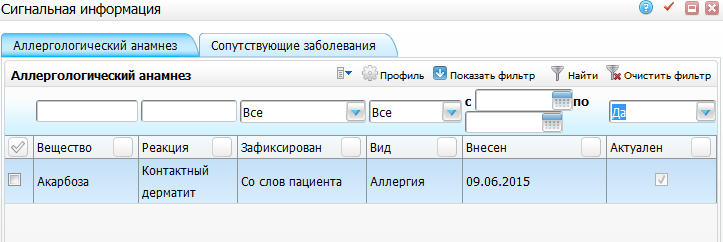 Сигнальная информация
Аллергологический анамнез Сопутствующие заболевания
Аллергологический анамнез Профиль Показать фильтр Найти Очистить фильтр
Все Все с по Да
Вещество Реакция Зафиксирован Вид Внесен Актуален
Акарбоза Контактный дерматит Со слов пациента Аллергия 09.06.2015